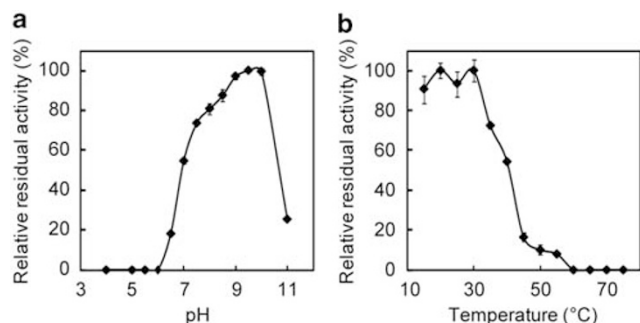 a
Relative residual activity (%)
100
80
60
40
20
0
3 5 7 9 11
pH
b
Relative residual activity (%)
100
80
60
40
20
0
10 30 50 70
Temperature (°C)